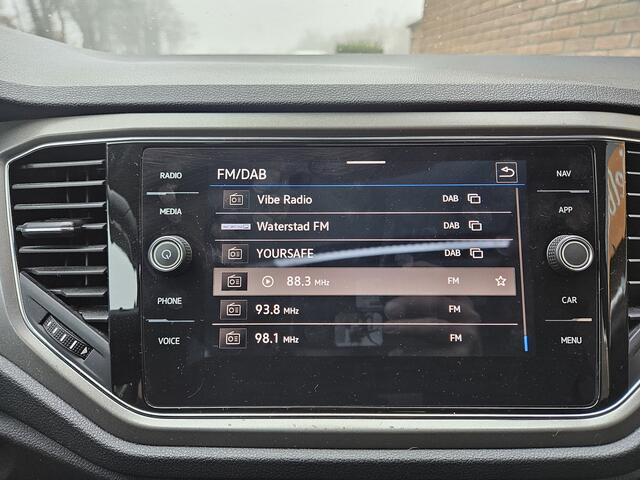 RADIO
MEDIA
PHONE
VOICE
FM/DAB
Vibe Radio DAB
Waterstad FM DAB
YOURSAFE DAB
88.3 MHz FM
93.8 MHz FM
98.1 MHz FM
NAV
APP
CAR
MENU